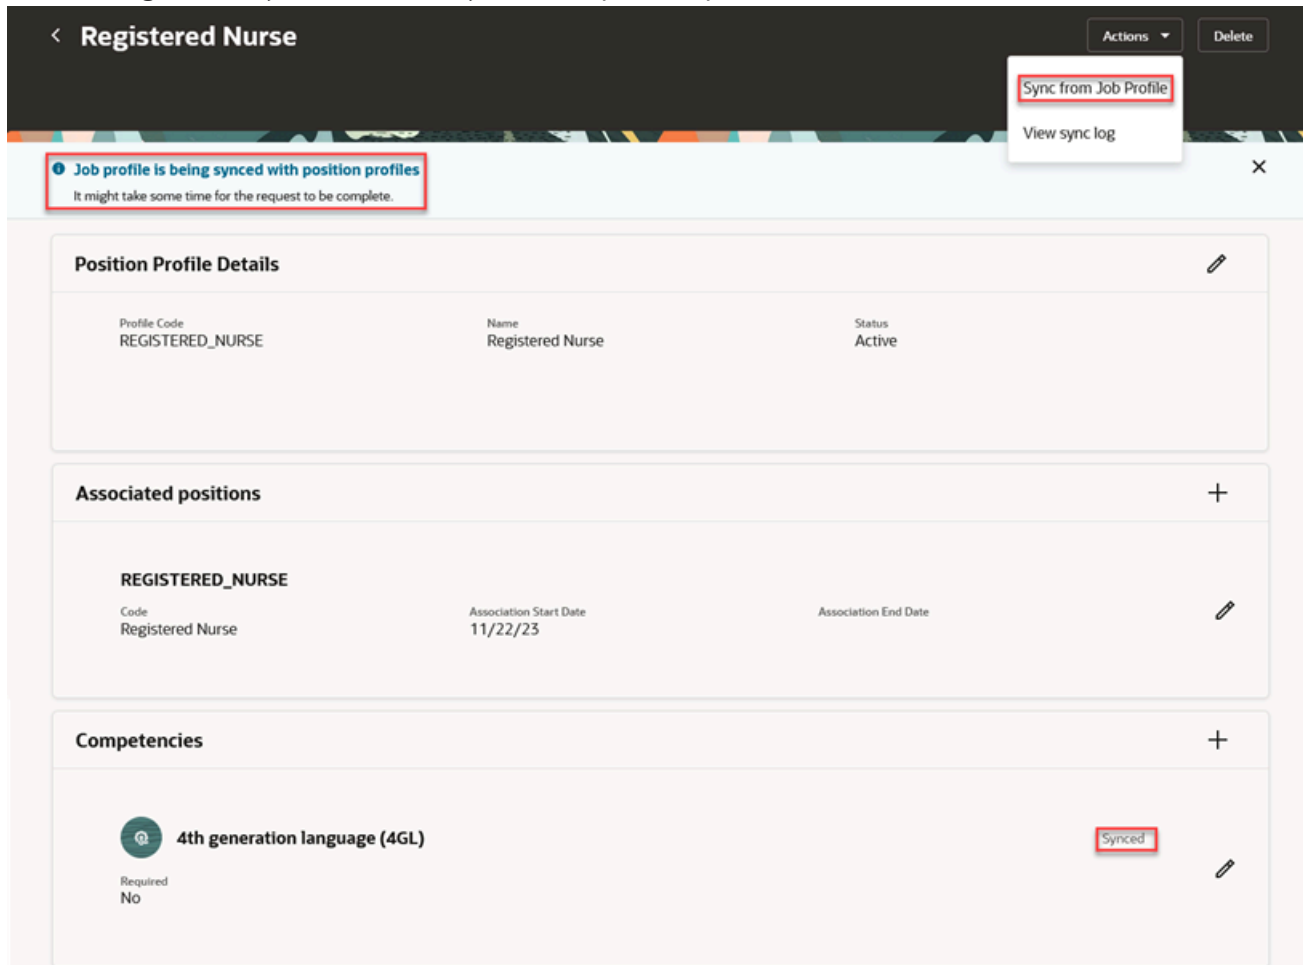 Registered Nurse
Actions
Delete
Sync from Job Profile
View sync log
Job profile is being synced with position profiles
It might take some time for the request to be complete.
Position Profile Details
Profile Code
REGISTERED_NURSE
Name
Registered Nurse
Status
Active
Associated positions
REGISTERED_NURSE
Code
Registered Nurse
Association Start Date
11/22/23
Association End Date
Competencies
4th generation language (4GL)
Synced
Required
No